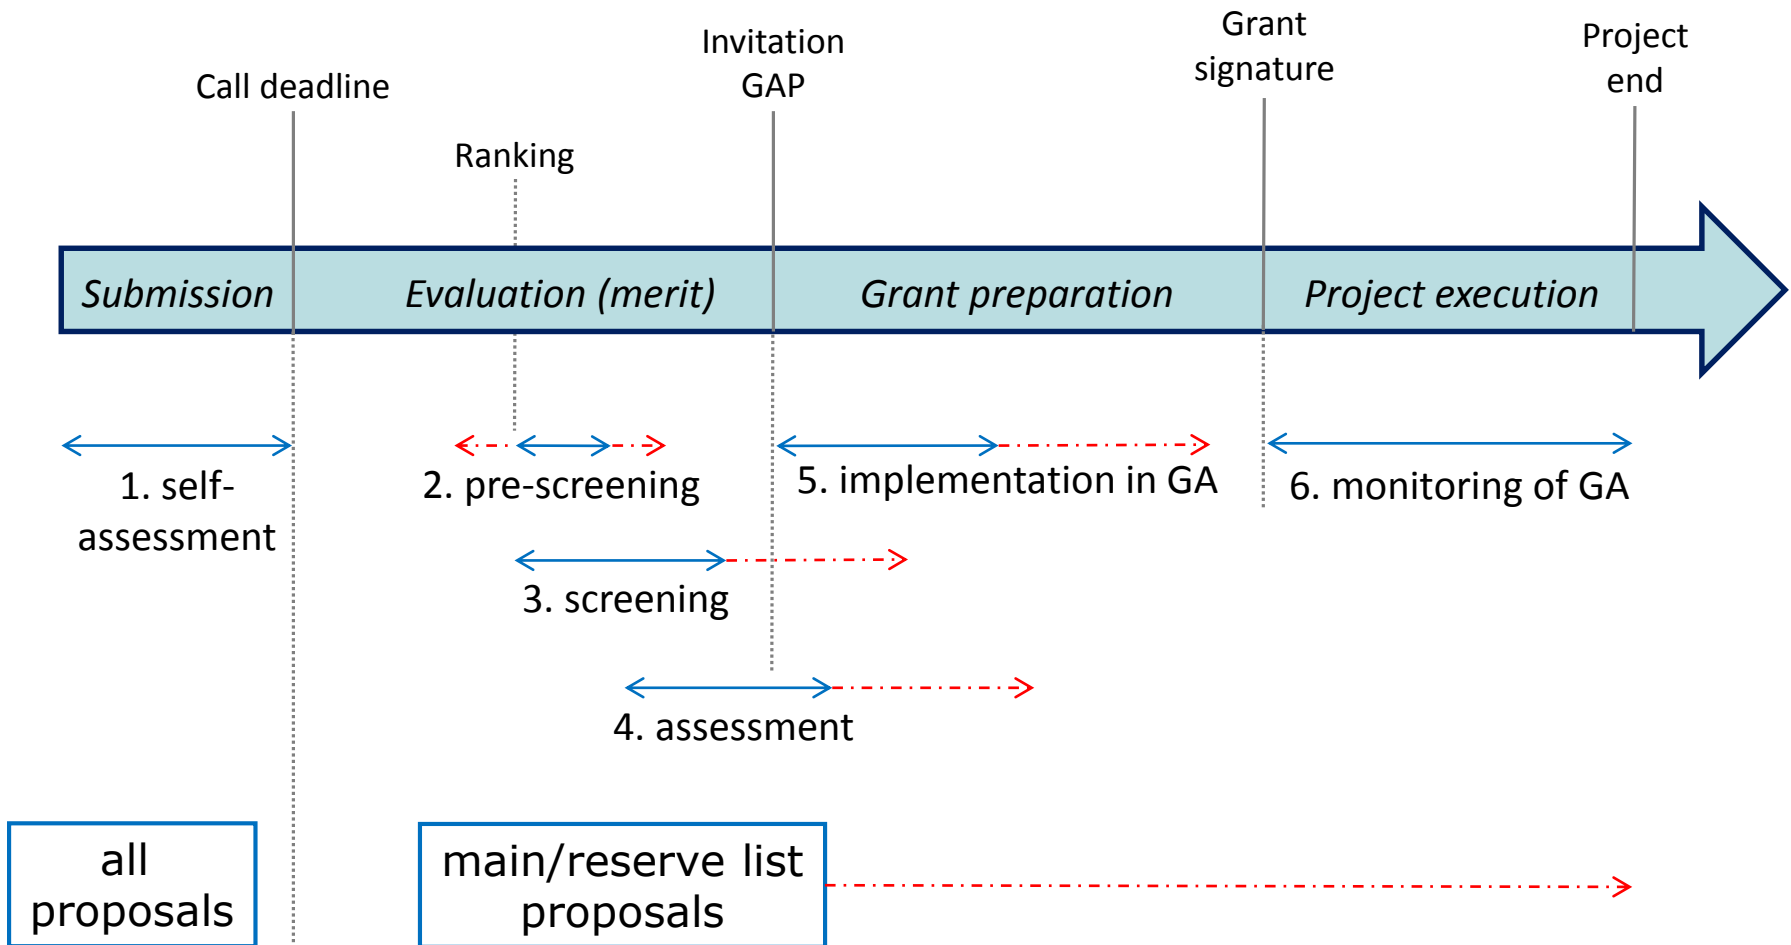 Call deadline
Ranking
Invitation
GAP
Grant
signature
Project
end
Submission
Evaluation (merit)
Grant preparation
Project execution
1. self-
assessment
2. pre-screening
3. screening
4. assessment
5. implementation in GA
6. monitoring of GA
all
proposals
main/reserve list
proposals